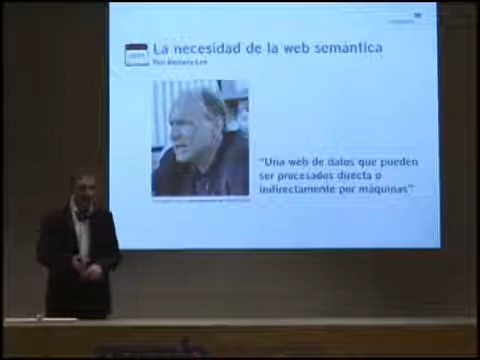 La necesidad de la web semántica
Tim Berners-Lee
"Una web de datos que pueden
ser procesados directa o
indirectamente por máquinas"